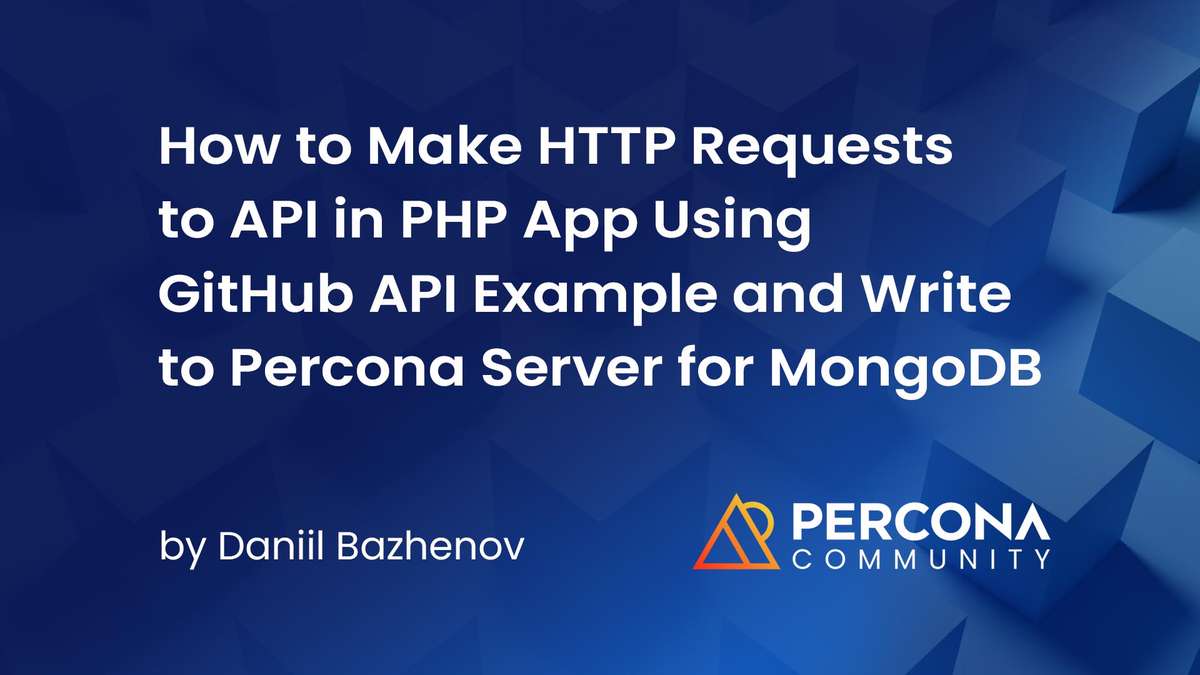 How to Make HTTP Requests
to API in PHP App Using
GitHub API Example and Write
to Percona Server for MongoDB
by Daniil Bazhenov
PERCONA
COMMUNITY